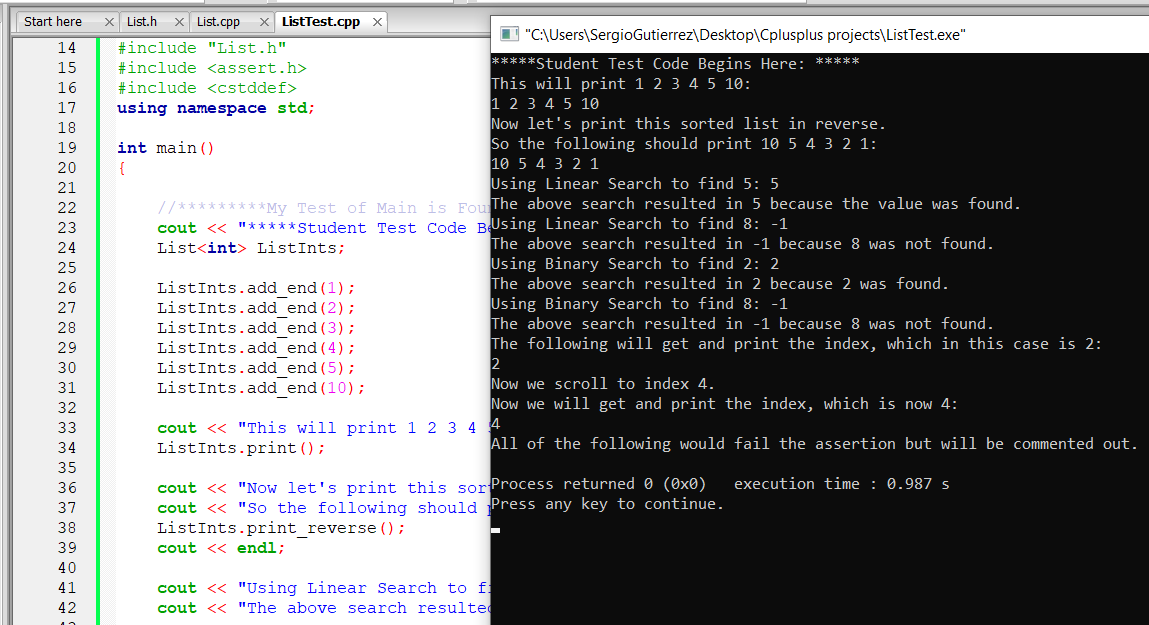 Start here × List.h × List.cpp × ListTest.cpp ×
14 #include "List.h"
15 #include <assert.h>
16 #include <cstddef>
17 using namespace std;
18
19 int main()
20 {
21
22 //*********My Test of Main is Fou
23 cout << "*****Student Test Code Be
24 List<int> ListInts;
25
26 ListInts.add_end(1);
27 ListInts.add_end(2);
28 ListInts.add_end(3);
29 ListInts.add_end(4);
30 ListInts.add_end(5);
31 ListInts.add_end(10);
32
33 cout << "This will print 1 2 3 4 5
34 ListInts.print();
35
36 cout << "Now let's print this sor
37 cout << "So the following should p
38 ListInts.print_reverse();
39 cout << endl;
40
41 cout << "Using Linear Search to fi
42 cout << "The above search resulted
"C:\Users\SergioGutierrez\Desktop\Cplusplus projects\ListTest.exe"
*****Student Test Code Begins Here: *****
This will print 1 2 3 4 5 10:
1 2 3 4 5 10
Now let's print this sorted list in reverse.
So the following should print 10 5 4 3 2 1:
10 5 4 3 2 1
Using Linear Search to find 5: 5
The above search resulted in 5 because the value was found.
Using Linear Search to find 8: -1
The above search resulted in -1 because 8 was not found.
Using Binary Search to find 2: 2
The above search resulted in 2 because 2 was found.
Using Binary Search to find 8: -1
The above search resulted in -1 because 8 was not found.
The following will get and print the index, which in this case is 2:
2
Now we scroll to index 4.
Now we will get and print the index, which is now 4:
4
All of the following would fail the assertion but will be commented out.

Process returned 0 (0x0)   execution time : 0.987 s
Press any key to continue.